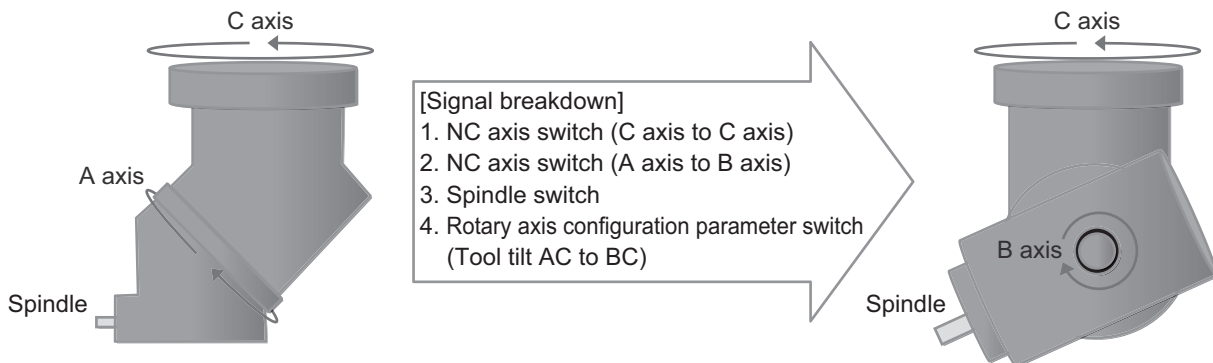 C axis
A axis
Spindle
[Signal breakdown]
1. NC axis switch (C axis to C axis)
2. NC axis switch (A axis to B axis)
3. Spindle switch
4. Rotary axis configuration parameter switch
(Tool tilt AC to BC)
C axis
B axis
Spindle